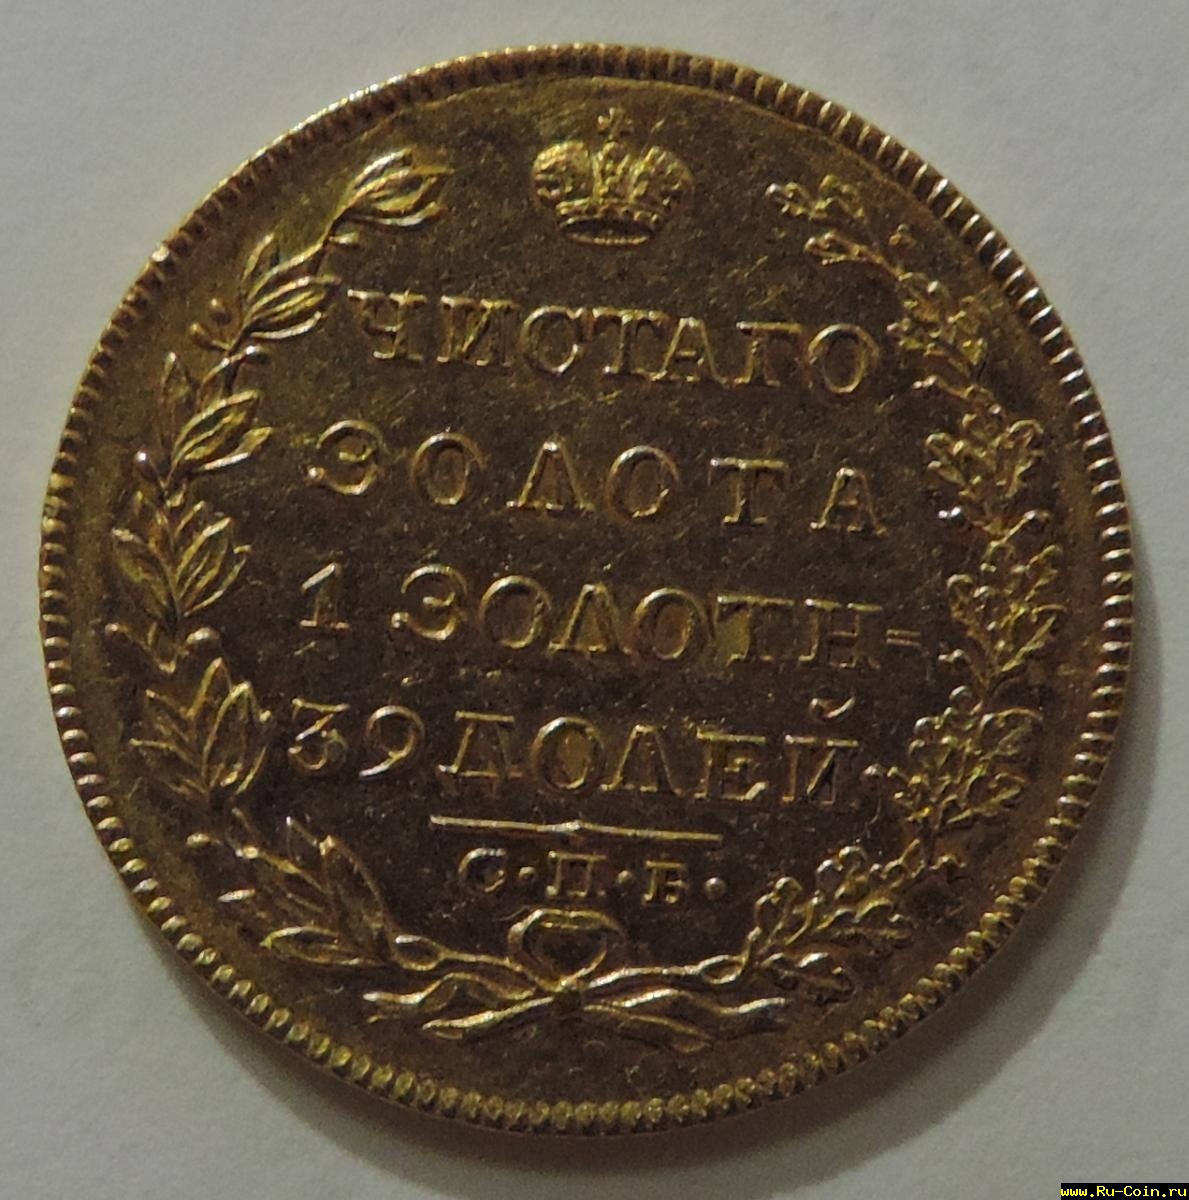 ЧИСТАГО
ЗОЛОТА
1 ЗОЛОТН=
39 ДОЛЕЙ
С·П·Б·
www.Ru-Coin.ru